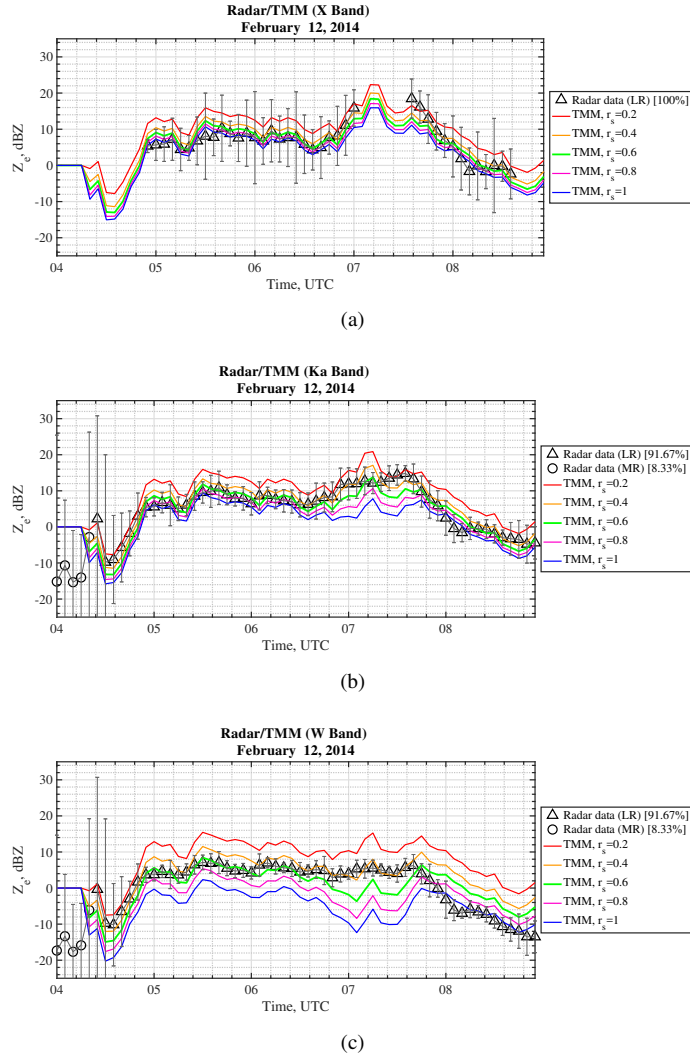 Radar/TMM (X Band)
February 12, 2014
30
20
10
0
-10
-20
Z_e, dBZ
04
05
06
07
08
Time, UTC
Radar data (LR) [100%]
TMM, r_s=0.2
TMM, r_s=0.4
TMM, r_s=0.6
TMM, r_s=0.8
TMM, r_s=1
(a)
Radar/TMM (Ka Band)
February 12, 2014
30
20
10
0
-10
-20
Z_e, dBZ
04
05
06
07
08
Time, UTC
Radar data (LR) [91.67%]
Radar data (MR) [8.33%]
TMM, r_s=0.2
TMM, r_s=0.4
TMM, r_s=0.6
TMM, r_s=0.8
TMM, r_s=1
(b)
Radar/TMM (W Band)
February 12, 2014
30
20
10
0
-10
-20
Z_e, dBZ
04
05
06
07
08
Time, UTC
Radar data (LR) [91.67%]
Radar data (MR) [8.33%]
TMM, r_s=0.2
TMM, r_s=0.4
TMM, r_s=0.6
TMM, r_s=0.8
TMM, r_s=1
(c)